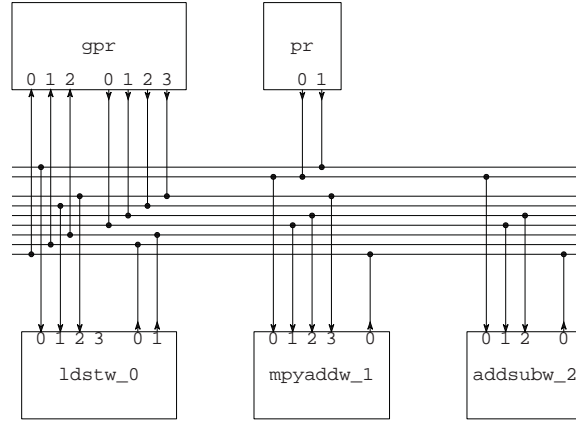 gpr pr
0 1 2 0 1 2 3 0 1
0 1 2 3 0 1 0 1 2 3 0 0 1 2 0
ldstw_0 mpyaddw_1 addsubw_2